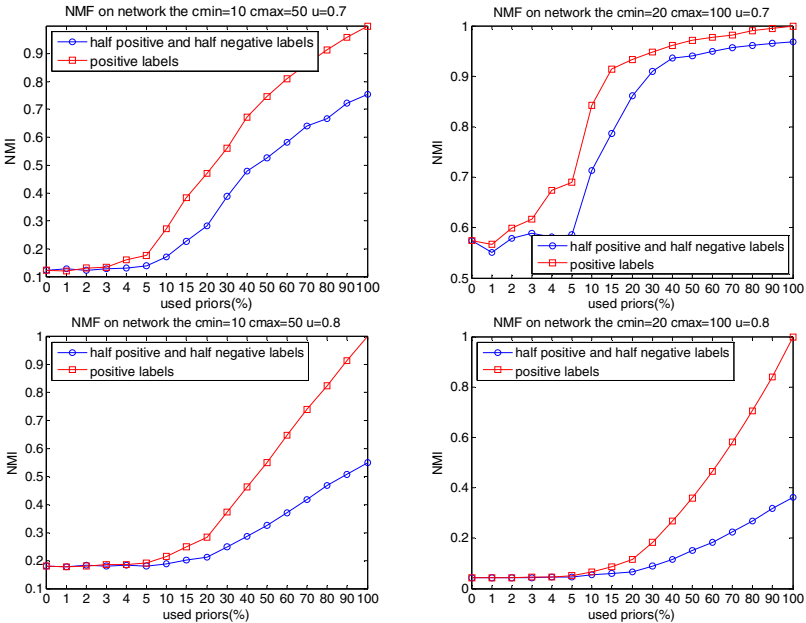 NMF on network the cmin=10 cmax=50 u=0.7
NMI
1
0.9
0.8
0.7
0.6
0.5
0.4
0.3
0.2
0.1
half positive and half negative labels
positive labels
0 1 2 3 4 5 10 15 20 30 40 50 60 70 80 90 100
used priors(%)
NMF on network the cmin=20 cmax=100 u=0.7
NMI
1
0.9
0.8
0.7
0.6
0.5
half positive and half negative labels
positive labels
0 1 2 3 4 5 10 15 20 30 40 50 60 70 80 90 100
used priors(%)
NMF on network the cmin=10 cmax=50 u=0.8
NMI
1
0.9
0.8
0.7
0.6
0.5
0.4
0.3
0.2
0.1
half positive and half negative labels
positive labels
0 1 2 3 4 5 10 15 20 30 40 50 60 70 80 90 100
used priors(%)
NMF on network the cmin=20 cmax=100 u=0.8
NMI
1
0.8
0.6
0.4
0.2
0
half positive and half negative labels
positive labels
0 1 2 3 4 5 10 15 20 30 40 50 60 70 80 90 100
used priors(%)